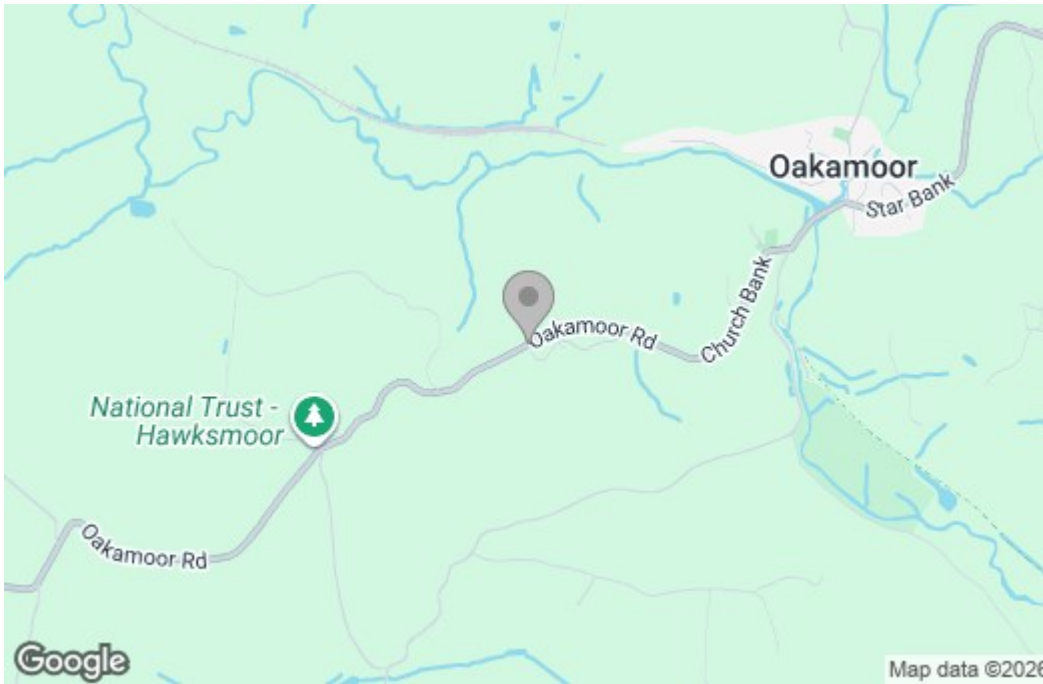 Oakamoor
Star Bank
Church Bank
Oakamoor Rd
National Trust -
Hawksmoor
Oakamoor Rd
Google
Map data ©2026